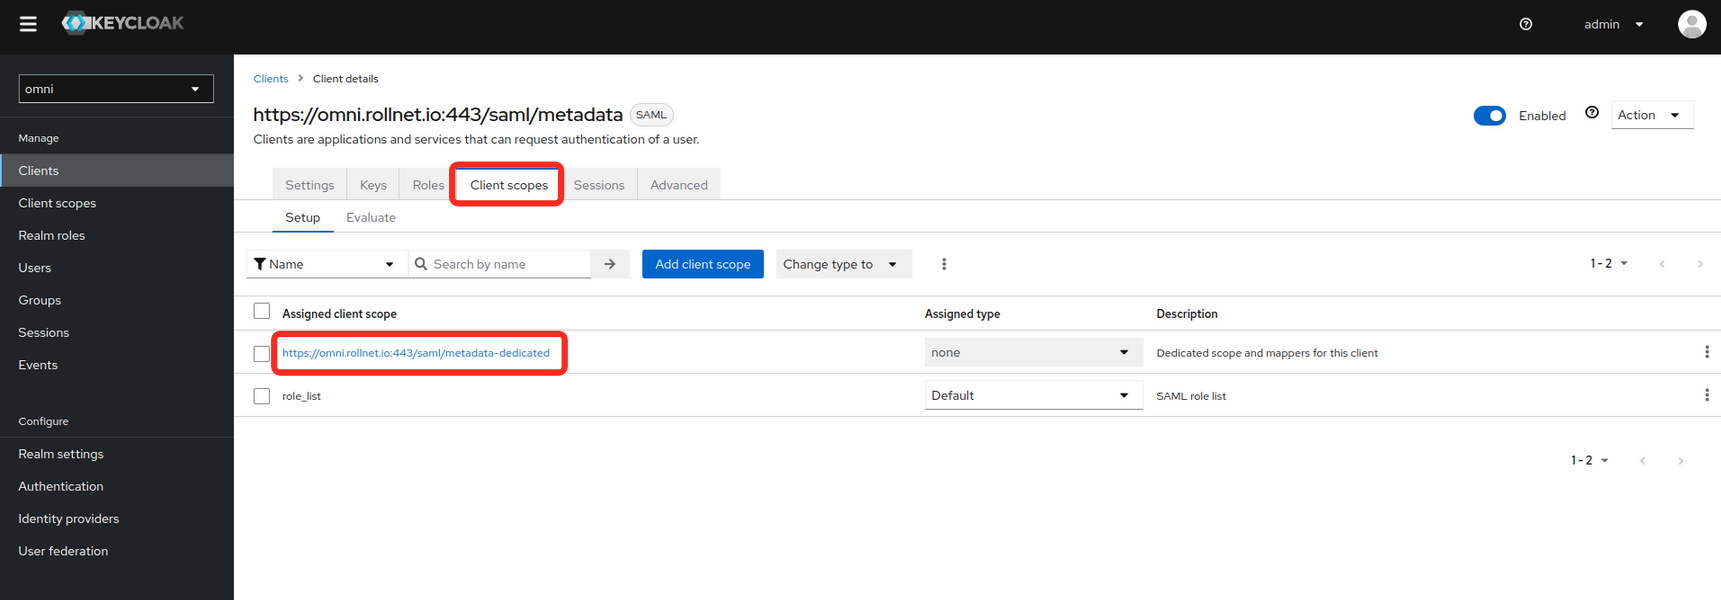 KEYCLOAK
admin
omni
Manage
Clients
Client scopes
Realm roles
Users
Groups
Sessions
Events
Configure
Realm settings
Authentication
Identity providers
User federation
Clients > Client details
https://omni.rollnet.io:443/saml/metadata SAML
Enabled Action
Clients are applications and services that can request authentication of a user.
Settings Keys Roles Client scopes Sessions Advanced
Setup Evaluate
Name Search by name Add client scope Change type to 1 - 2
Assigned client scope Assigned type Description
https://omni.rollnet.io:443/saml/metadata-dedicated none Dedicated scope and mappers for this client
role_list Default SAML role list
1 - 2